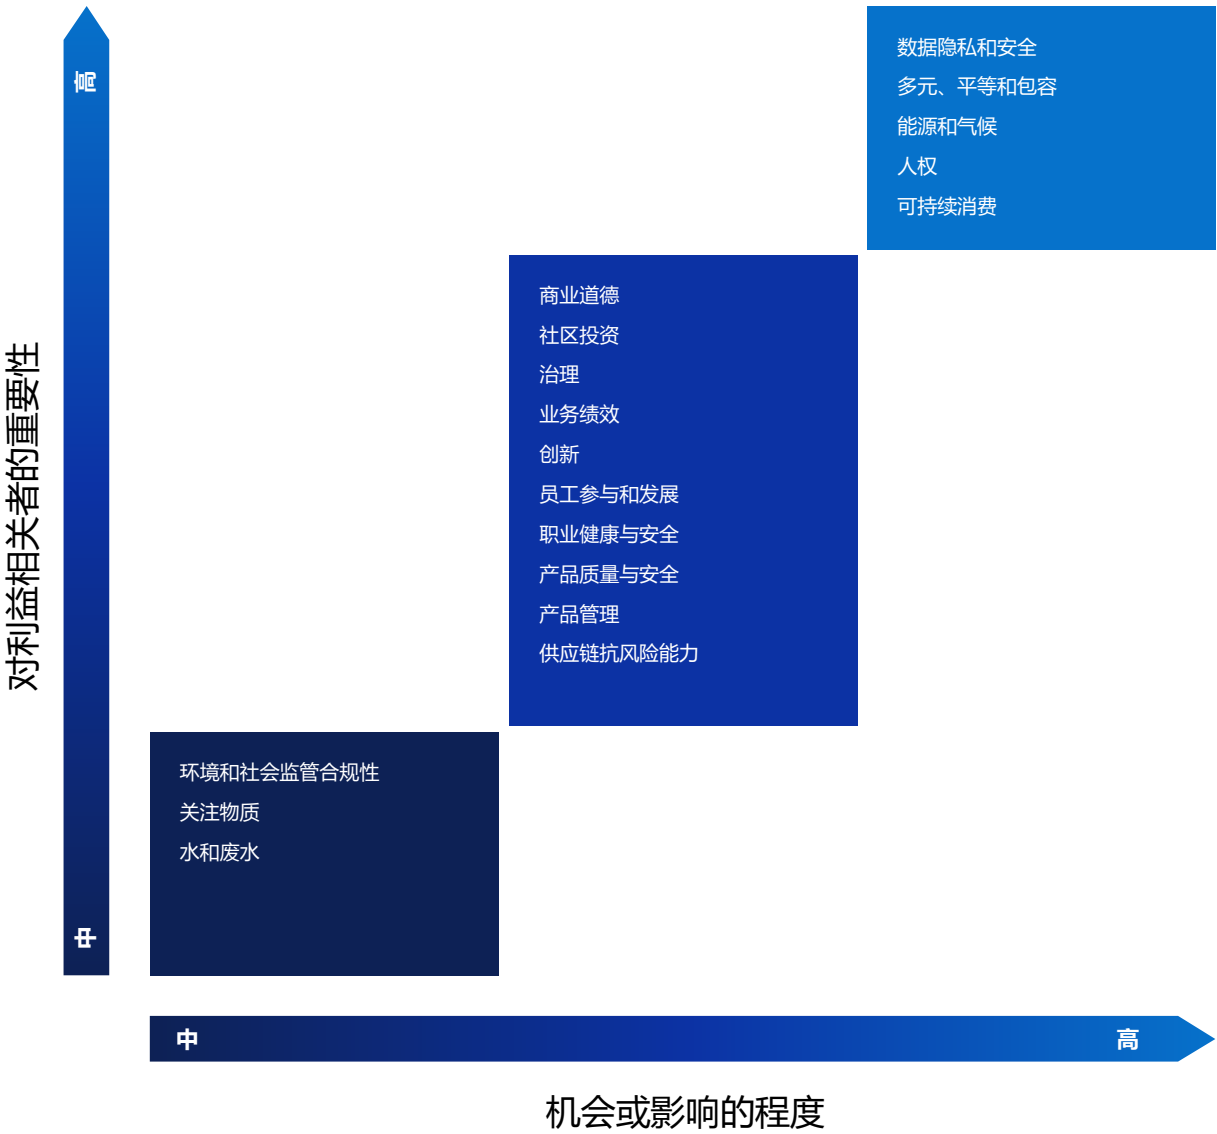 高
数据隐私和安全
多元、平等和包容
能源和气候
人权
可持续消费
对利益相关者的重要性
商业道德
社区投资
治理
业务绩效
创新
员工参与和发展
职业健康与安全
产品质量与安全
产品管理
供应链抗风险能力
环境和社会监管合规性
关注物质
水和废水
中
中
高
机会或影响的程度